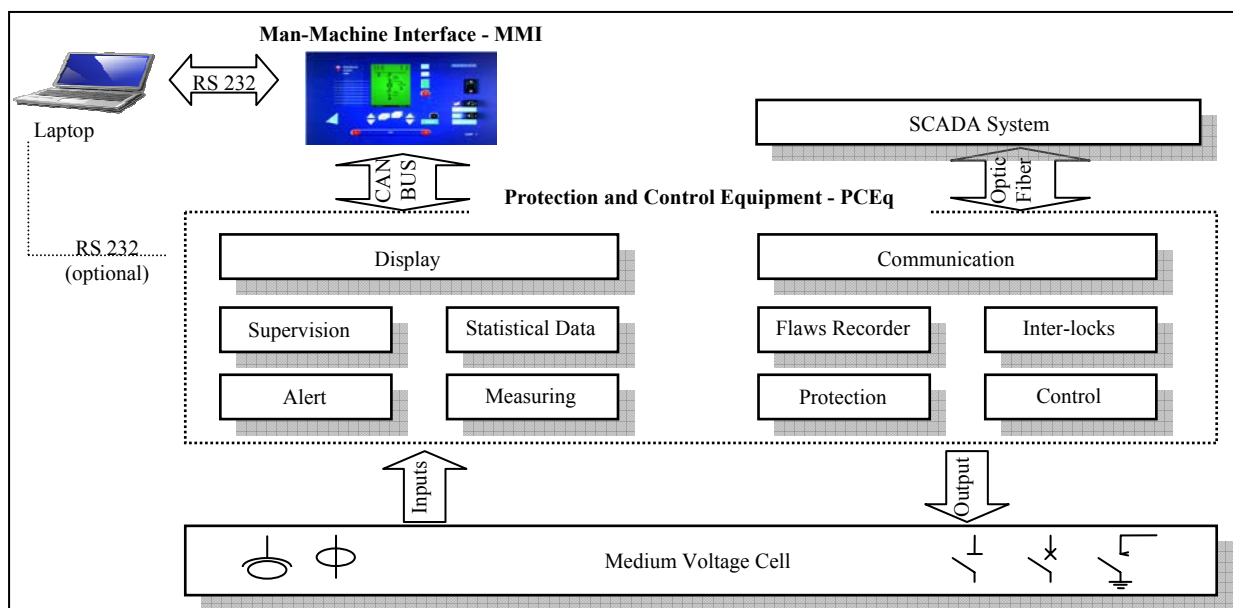 Man-Machine Interface - MMI
RS 232
Laptop
SCADA System
CAN
BUS
Optic
Fiber
Protection and Control Equipment - PCEq
RS 232
(optional)
Display
Communication
Supervision
Statistical Data
Flaws Recorder
Inter-locks
Alert
Measuring
Protection
Control
Inputs
Output
Medium Voltage Cell